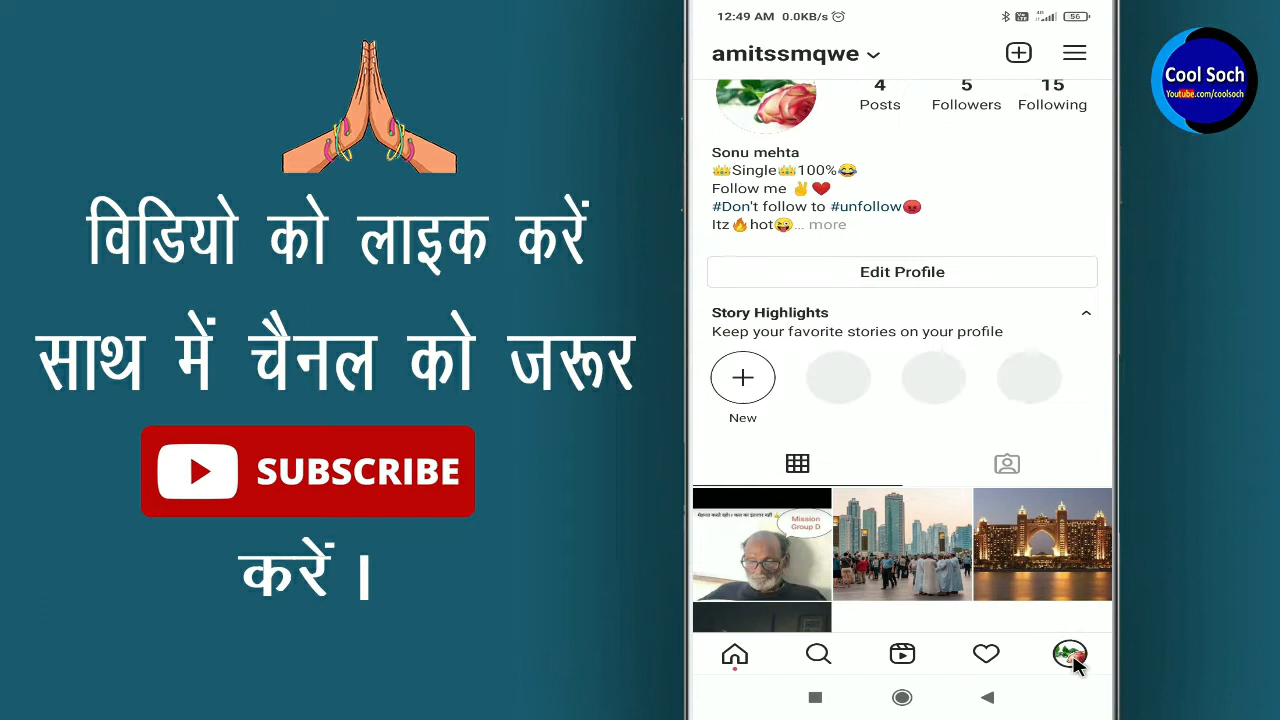 विडियो को लाइक करें
साथ में चैनल को जरूर
SUBSCRIBE
करें।
12:49 AM 0.0KB/s
56
amitssmqwe
4 5 15
Posts Followers Following
Sonu mehta
👑Single👑100%😂
Follow me ✌️❤️
#Don't follow to #unfollow😡
Itz🔥hot😜... more
Edit Profile
Story Highlights
Keep your favorite stories on your profile
New
Mission
Group D
Cool Soch
Youtube.com/coolsoch